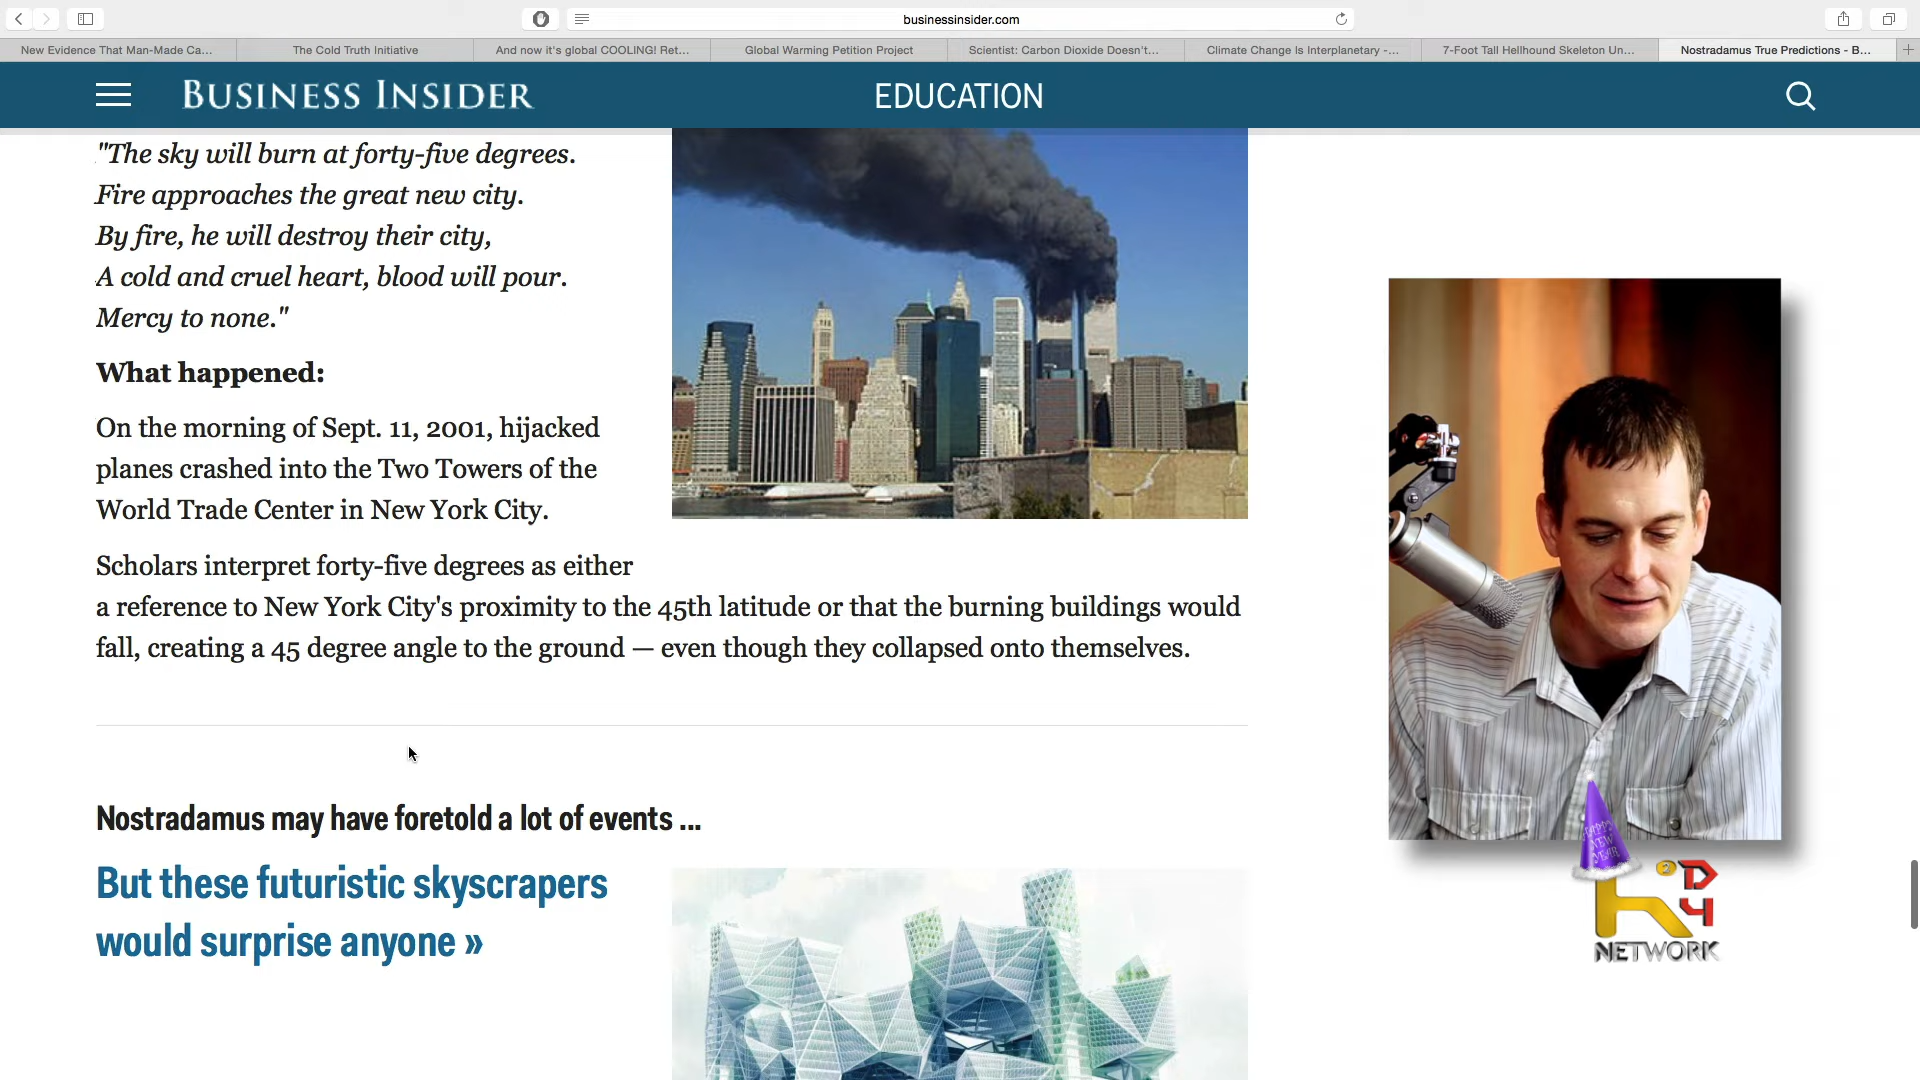 businessinsider.com
New Evidence That Man-Made Ca...
The Cold Truth Initiative
And now it's global COOLING! Ret...
Global Warming Petition Project
Scientist: Carbon Dioxide Doesn't...
Climate Change Is Interplanetary -...
7-Foot Tall Hellhound Skeleton Un...
Nostradamus True Predictions - B...
BUSINESS INSIDER
EDUCATION
"The sky will burn at forty-five degrees.
Fire approaches the great new city.
By fire, he will destroy their city,
A cold and cruel heart, blood will pour.
Mercy to none."
What happened:
On the morning of Sept. 11, 2001, hijacked
planes crashed into the Two Towers of the
World Trade Center in New York City.
Scholars interpret forty-five degrees as either
a reference to New York City's proximity to the 45th latitude or that the burning buildings would
fall, creating a 45 degree angle to the ground — even though they collapsed onto themselves.
Nostradamus may have foretold a lot of events ...
But these futuristic skyscrapers
would surprise anyone »
HAPPY
NEW
YEAR
2 D
4
NETWORK